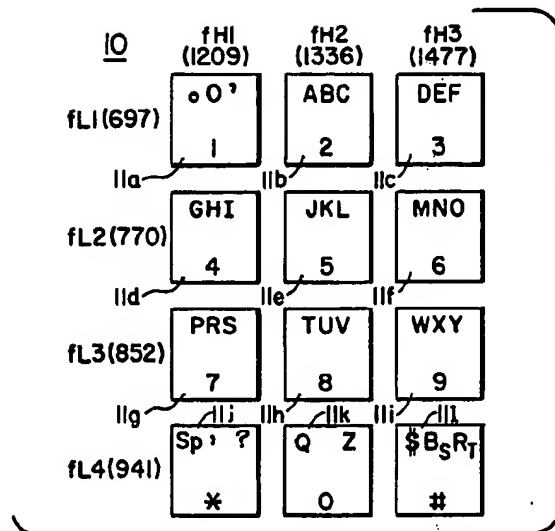 10 fH1 fH2 fH3
(1209) (1336) (1477)
o O ' ABC DEF
fL1(697)
1 2 3
11a 11b 11c
GHI JKL MNO
fL2(770)
4 5 6
11d 11e 11f
PRS TUV WXY
fL3(852)
7 8 9
11g 11j 11h 11k 11i 11l
Sp , ? Q Z $ BS RT
fL4(941)
* 0 #